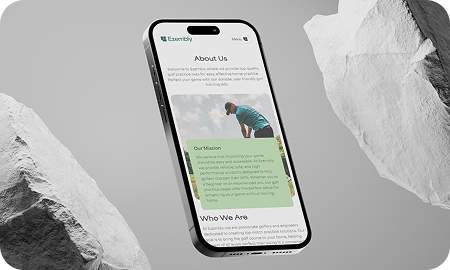 Ezembly
Menu
About Us
Welcome to Ezembly, where we provide top-quality
golf practice nets for easy, effective home practice.
Perfect your game with our durable, user-friendly golf
training aids.
Our Mission
We believe that improving your game
should be easy and accessible. At Ezembly,
we provide reliable, safe, and high-
performance products designed to help
golfers sharpen their skills. Whether you're
a beginner or an experienced pro, our golf
practice cages offer the perfect setup for
enhancing your game without leaving
home.
Who We Are
At Ezembly, we are passionate golfers and engineers
dedicated to creating top-notch practice solutions. Our
goal is to bring the golf course to your home, helping